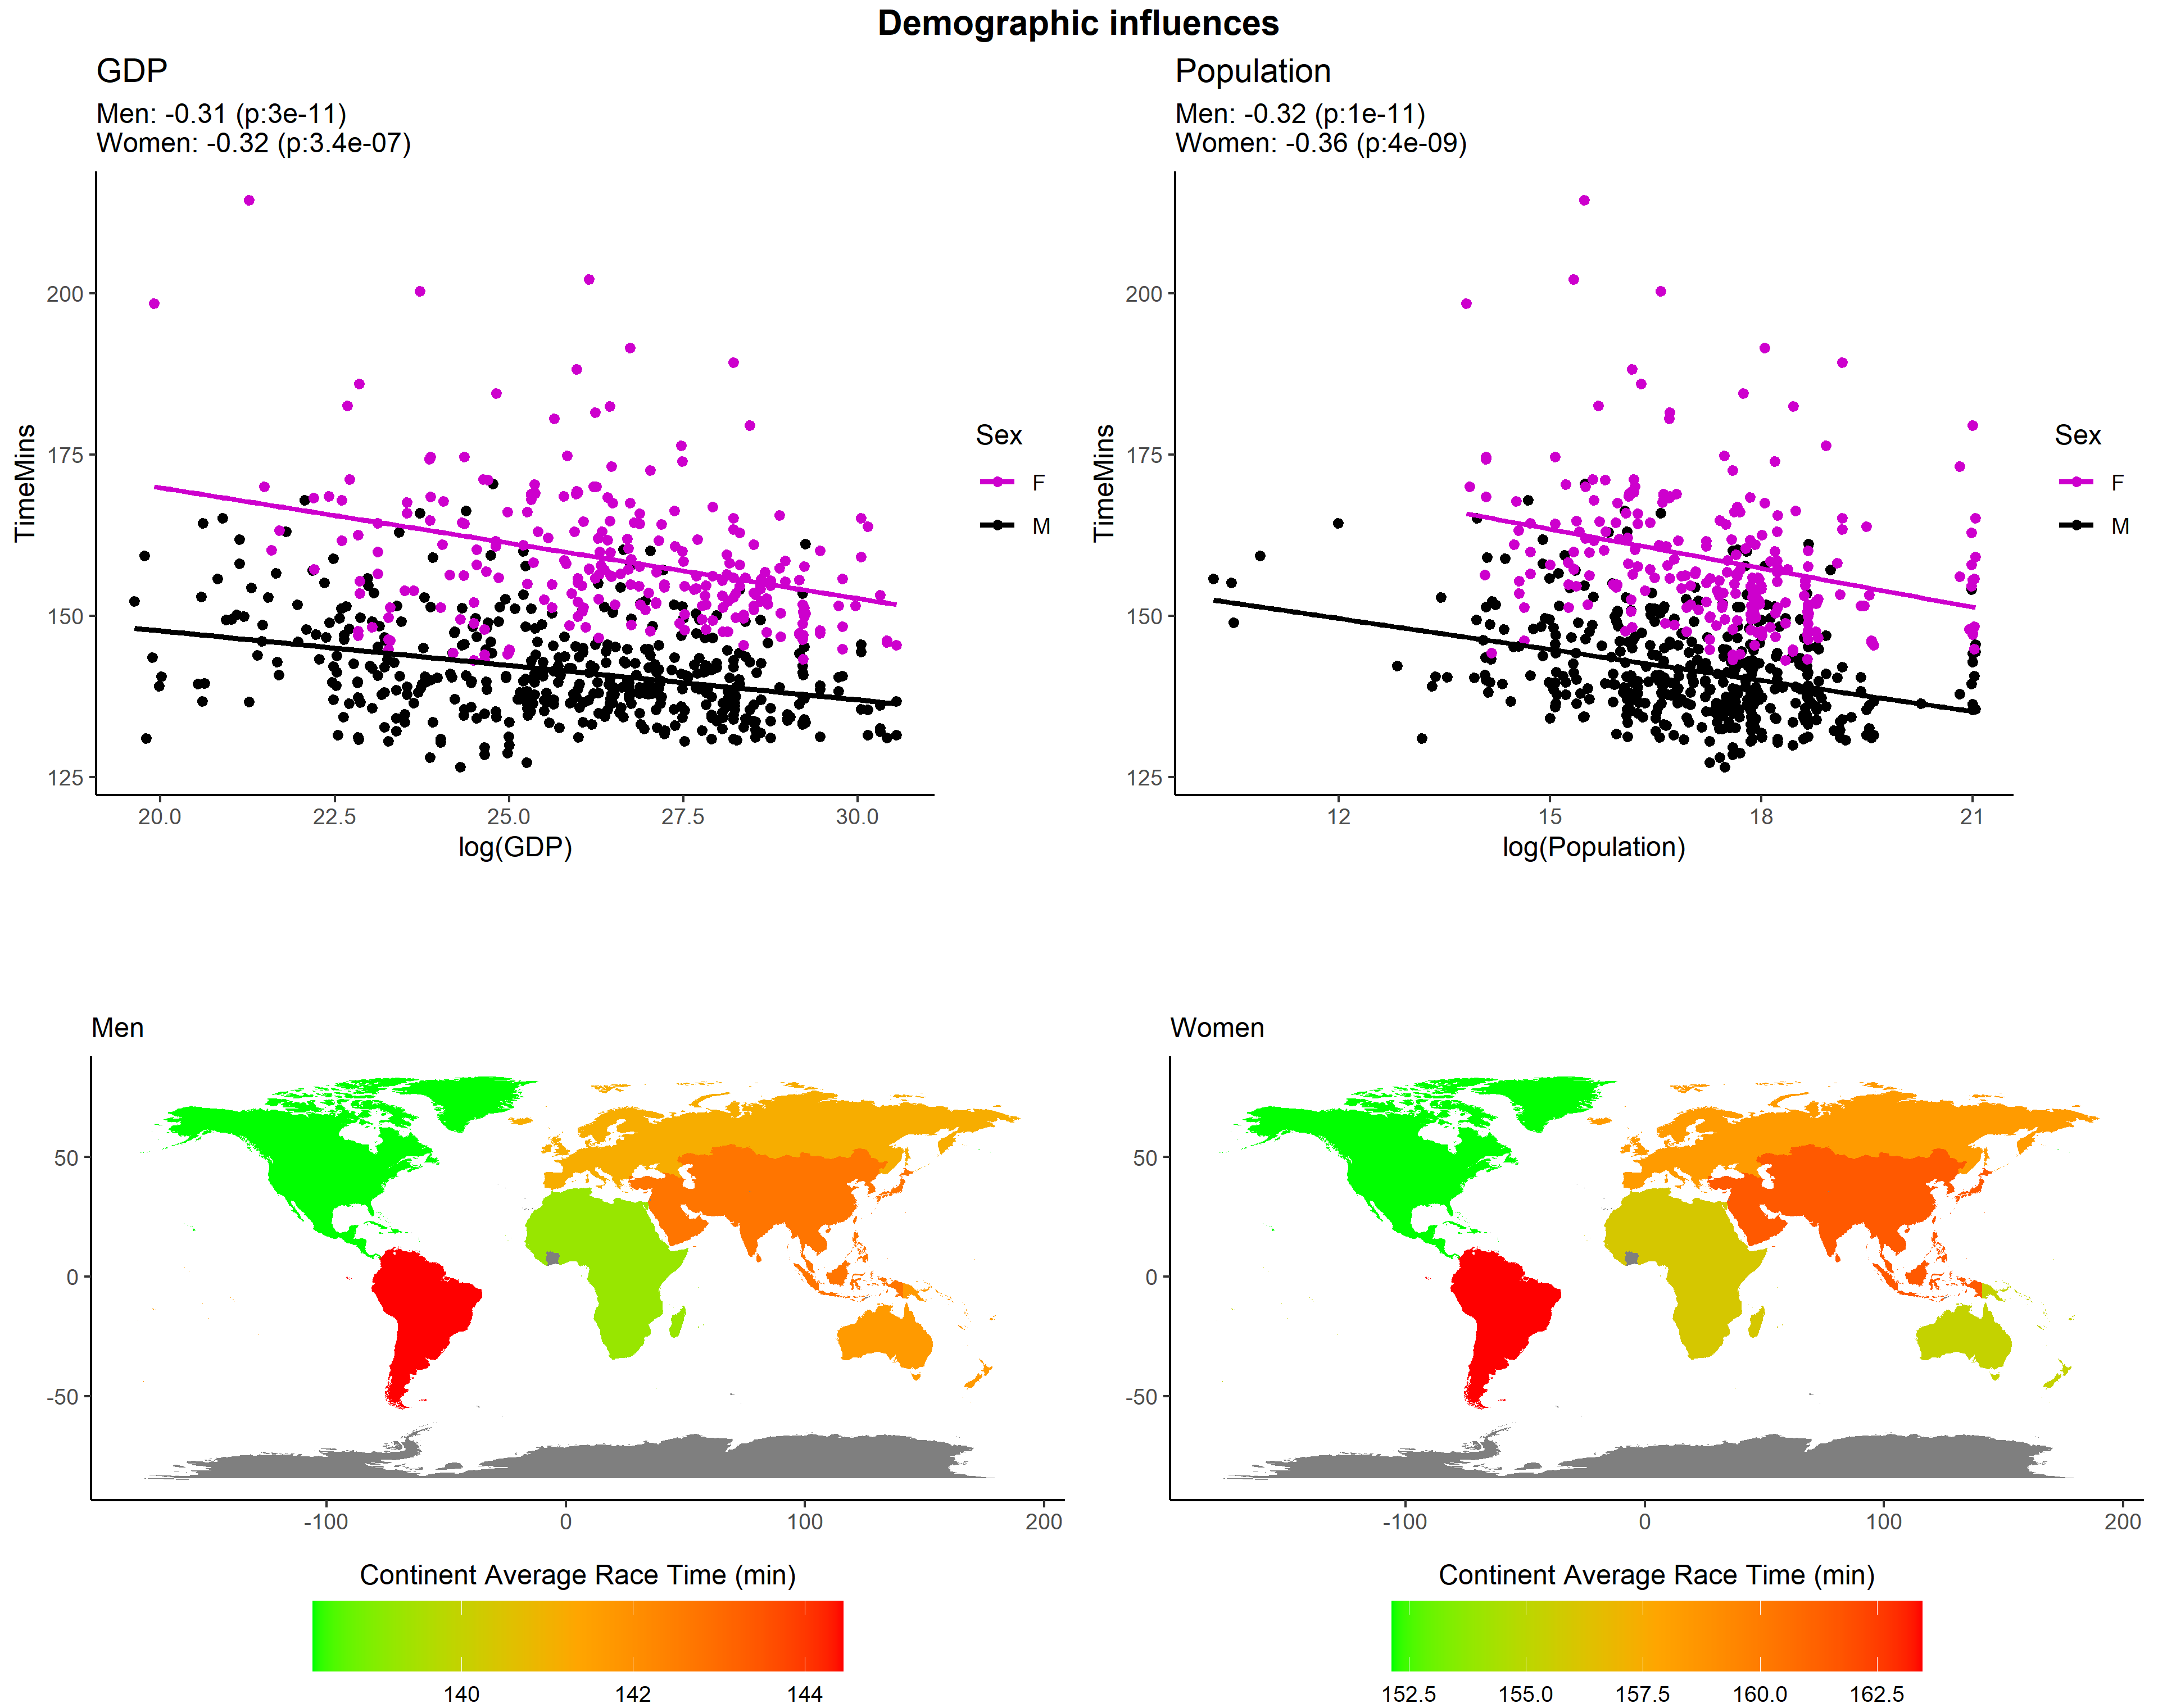 Demographic influences
GDP
Men: -0.31 (p:3e-11)
Women: -0.32 (p:3.4e-07)
TimeMins
200
175
150
125
20.0 22.5 25.0 27.5 30.0
log(GDP)
Sex
F
M
Population
Men: -0.32 (p:1e-11)
Women: -0.36 (p:4e-09)
TimeMins
200
175
150
125
12 15 18 21
log(Population)
Sex
F
M
Men
50
0
-50
-100 0 100 200
Continent Average Race Time (min)
140 142 144
Women
50
0
-50
-100 0 100 200
Continent Average Race Time (min)
152.5 155.0 157.5 160.0 162.5